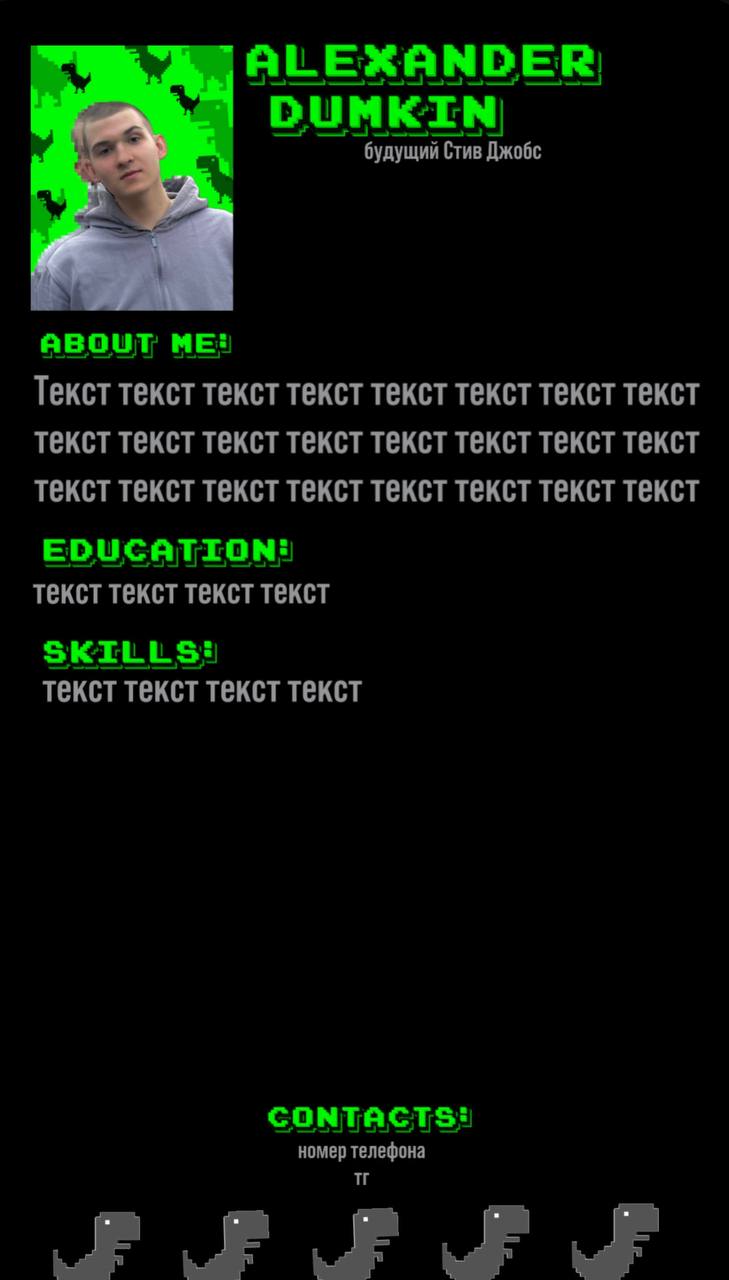 ALEXANDER
DUMKIN
будущий Стив Джобс
ABOUT ME:
Текст текст текст текст текст текст текст текст
текст текст текст текст текст текст текст текст
текст текст текст текст текст текст текст текст
EDUCATION:
текст текст текст текст
SKILLS:
текст текст текст текст
CONTACTS:
номер телефона
тг